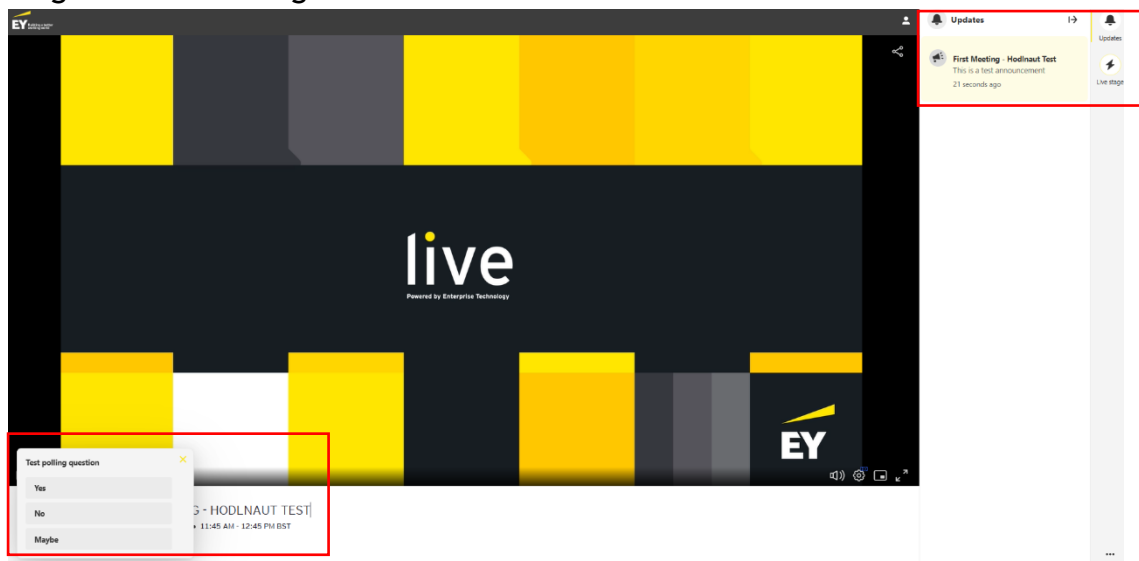 EY
Updates
Updates
First Meeting - Hodlnaut Test
This is a test announcement
21 seconds ago
Live stage
live
Powered by Enterprise Technology
EY
Test polling question
Yes
No
Maybe
G - HODLNAUT TEST
11:45 AM - 12:45 PM BST